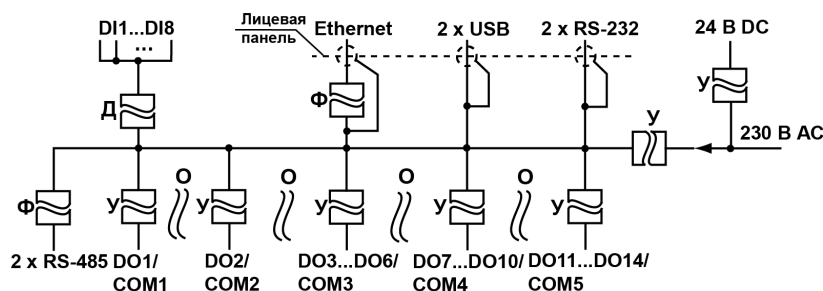 DI1...DI8
...
Лицевая
панель
Ethernet
2 x USB
2 x RS-232
24 В DC
Д
Ф
У
У
230 В AC
О
О
О
О
Ф
У
У
У
У
У
2 x RS-485
DO1/
COM1
DO2/
COM2
DO3...DO6/
COM3
DO7...DO10/
COM4
DO11...DO14/
COM5